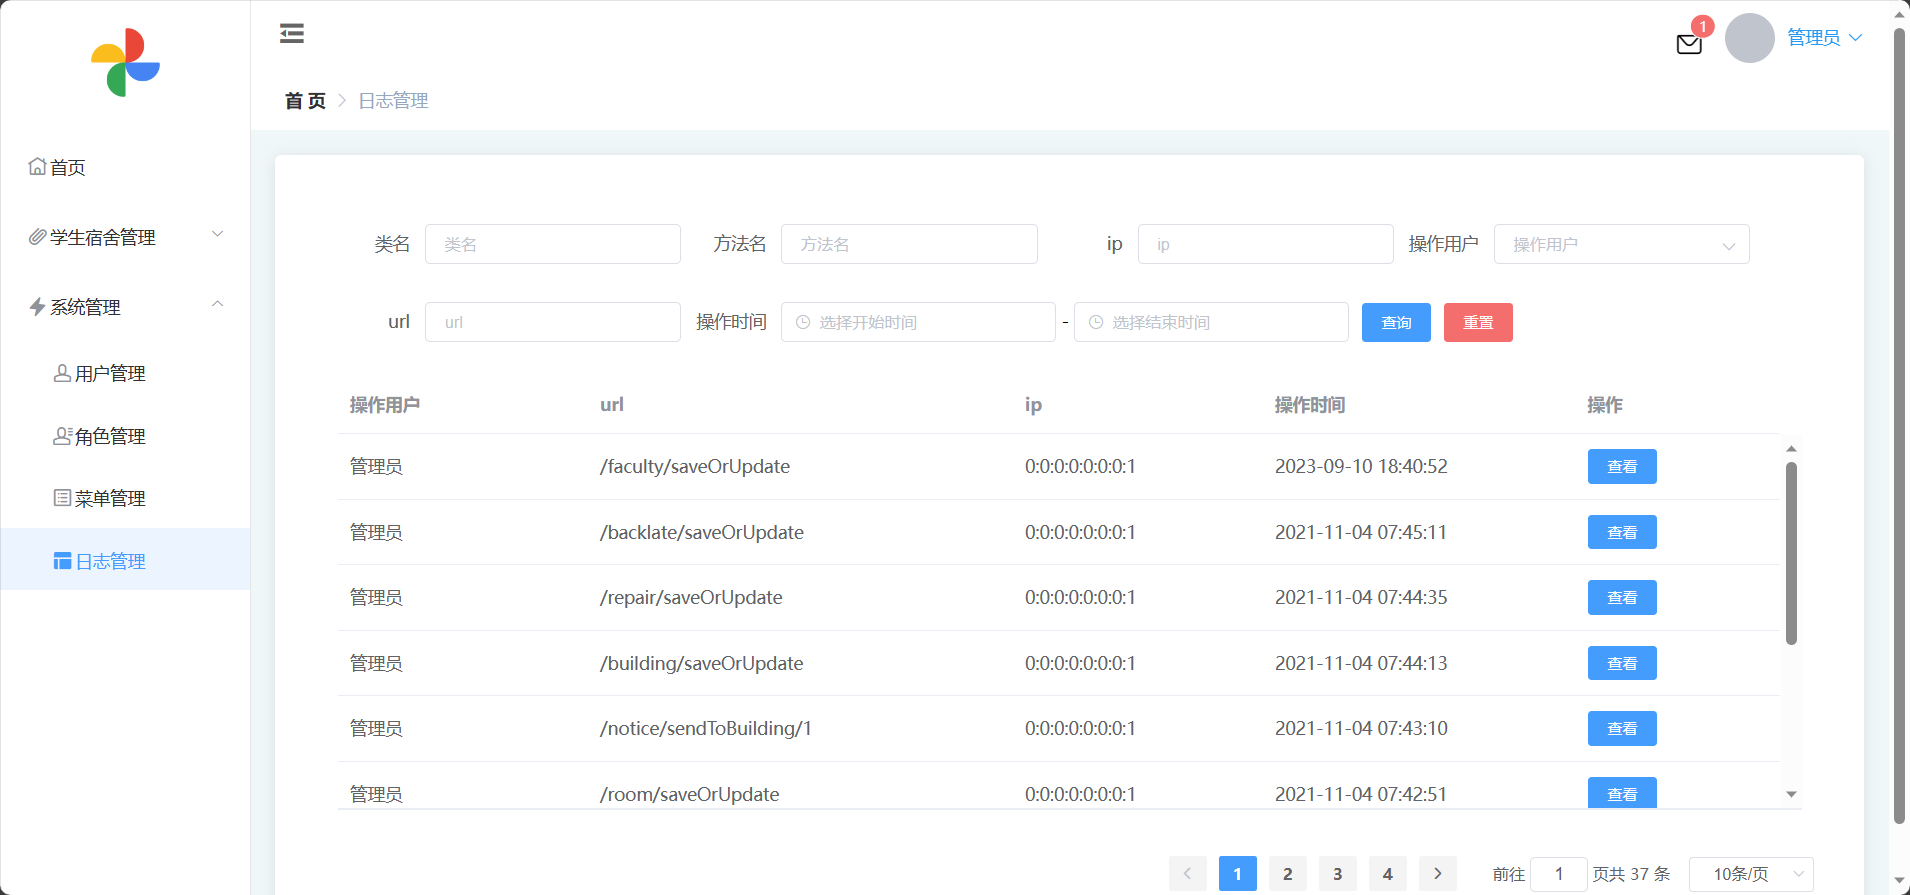 1
管理员
首 页 > 日志管理
首页
学生宿舍管理
系统管理
用户管理
角色管理
菜单管理
日志管理
类名 类名 方法名 方法名 ip ip 操作用户 操作用户
url url 操作时间 选择开始时间 - 选择结束时间 查询 重置
操作用户 url ip 操作时间 操作
管理员 /faculty/saveOrUpdate 0:0:0:0:0:0:0:1 2023-09-10 18:40:52 查看
管理员 /backlate/saveOrUpdate 0:0:0:0:0:0:0:1 2021-11-04 07:45:11 查看
管理员 /repair/saveOrUpdate 0:0:0:0:0:0:0:1 2021-11-04 07:44:35 查看
管理员 /building/saveOrUpdate 0:0:0:0:0:0:0:1 2021-11-04 07:44:13 查看
管理员 /notice/sendToBuilding/1 0:0:0:0:0:0:0:1 2021-11-04 07:43:10 查看
管理员 /room/saveOrUpdate 0:0:0:0:0:0:0:1 2021-11-04 07:42:51 查看
< 1 2 3 4 > 前往 1 页共 37 条 10条/页